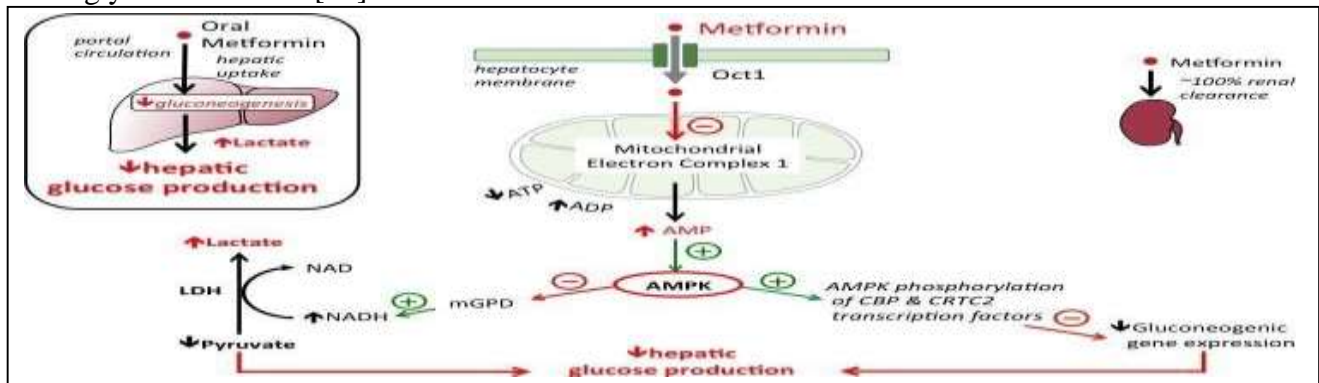 Oral
Metformin
portal
circulation
hepatic
uptake
↓gluconeogenesis
↑Lactate
↓hepatic
glucose production
Metformin
hepatocyte
membrane
Oct1
Mitochondrial
Electron Complex 1
↓ATP
↑ADP
↑ AMP
AMPK
Metformin
~100% renal
clearance
↑Lactate
NAD
LDH
↑NADH
mGPD
↓Pyruvate
AMPK phosphorylation
of CBP & CRTC2
transcription factors
↓Gluconeogenic
gene expression
↓hepatic
glucose production